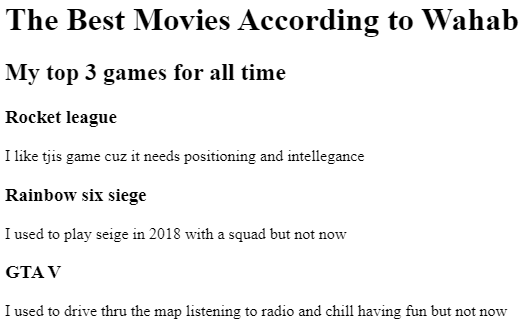 The Best Movies According to Wahab
My top 3 games for all time
Rocket league
I like tjis game cuz it needs positioning and intellegance
Rainbow six siege
I used to play seige in 2018 with a squad but not now
GTA V
I used to drive thru the map listening to radio and chill having fun but not now